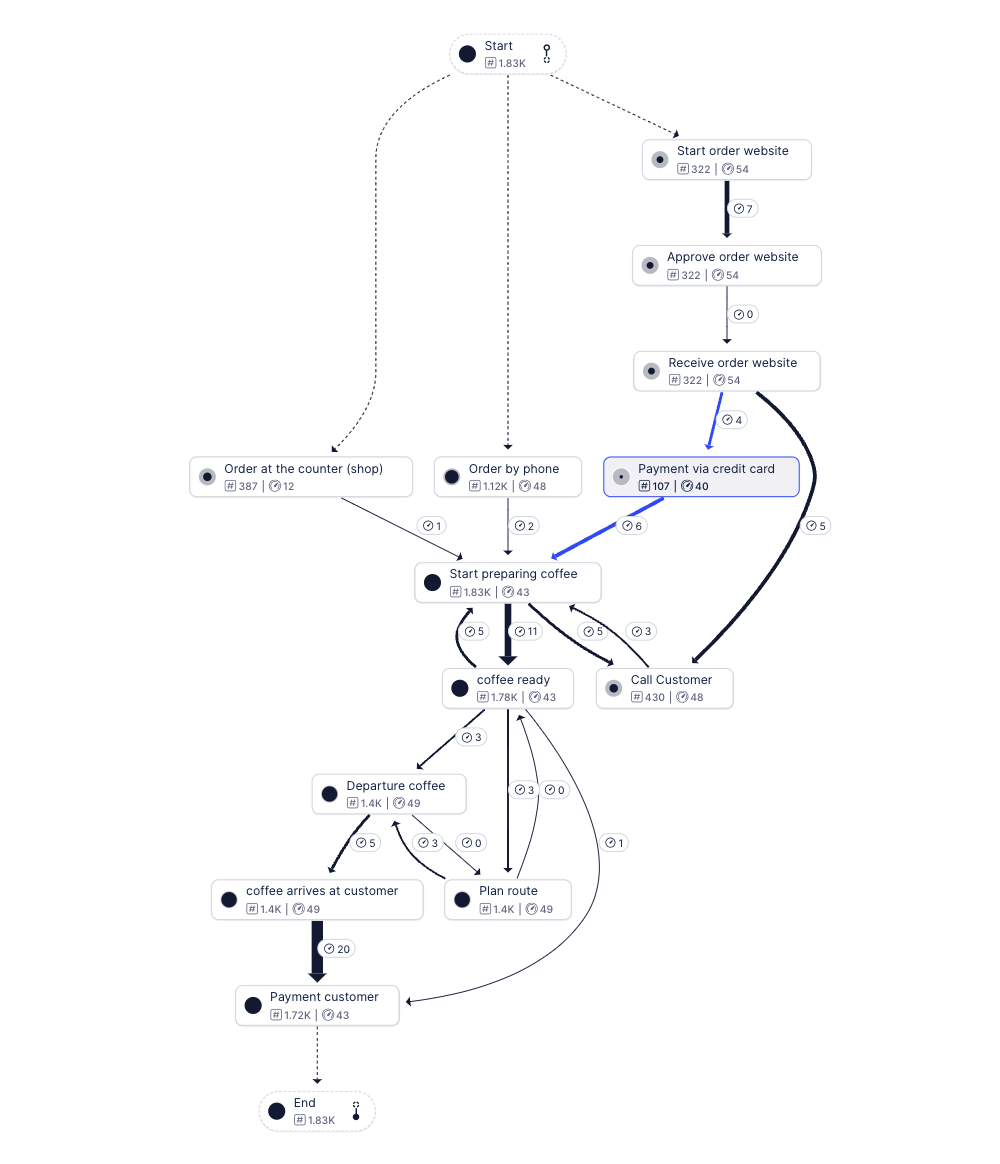 Start
# 1.83K
Start order website
# 322 | 54
7
Approve order website
# 322 | 54
0
Receive order website
# 322 | 54
4
Order at the counter (shop)
# 387 | 12
Order by phone
# 1.12K | 48
Payment via credit card
# 107 | 40
1
2
6
5
Start preparing coffee
# 1.83K | 43
5
11
5
3
coffee ready
# 1.78K | 43
Call Customer
# 430 | 48
3
Departure coffee
# 1.4K | 49
3
0
5
3
0
1
coffee arrives at customer
# 1.4K | 49
Plan route
# 1.4K | 49
20
Payment customer
# 1.72K | 43
End
# 1.83K